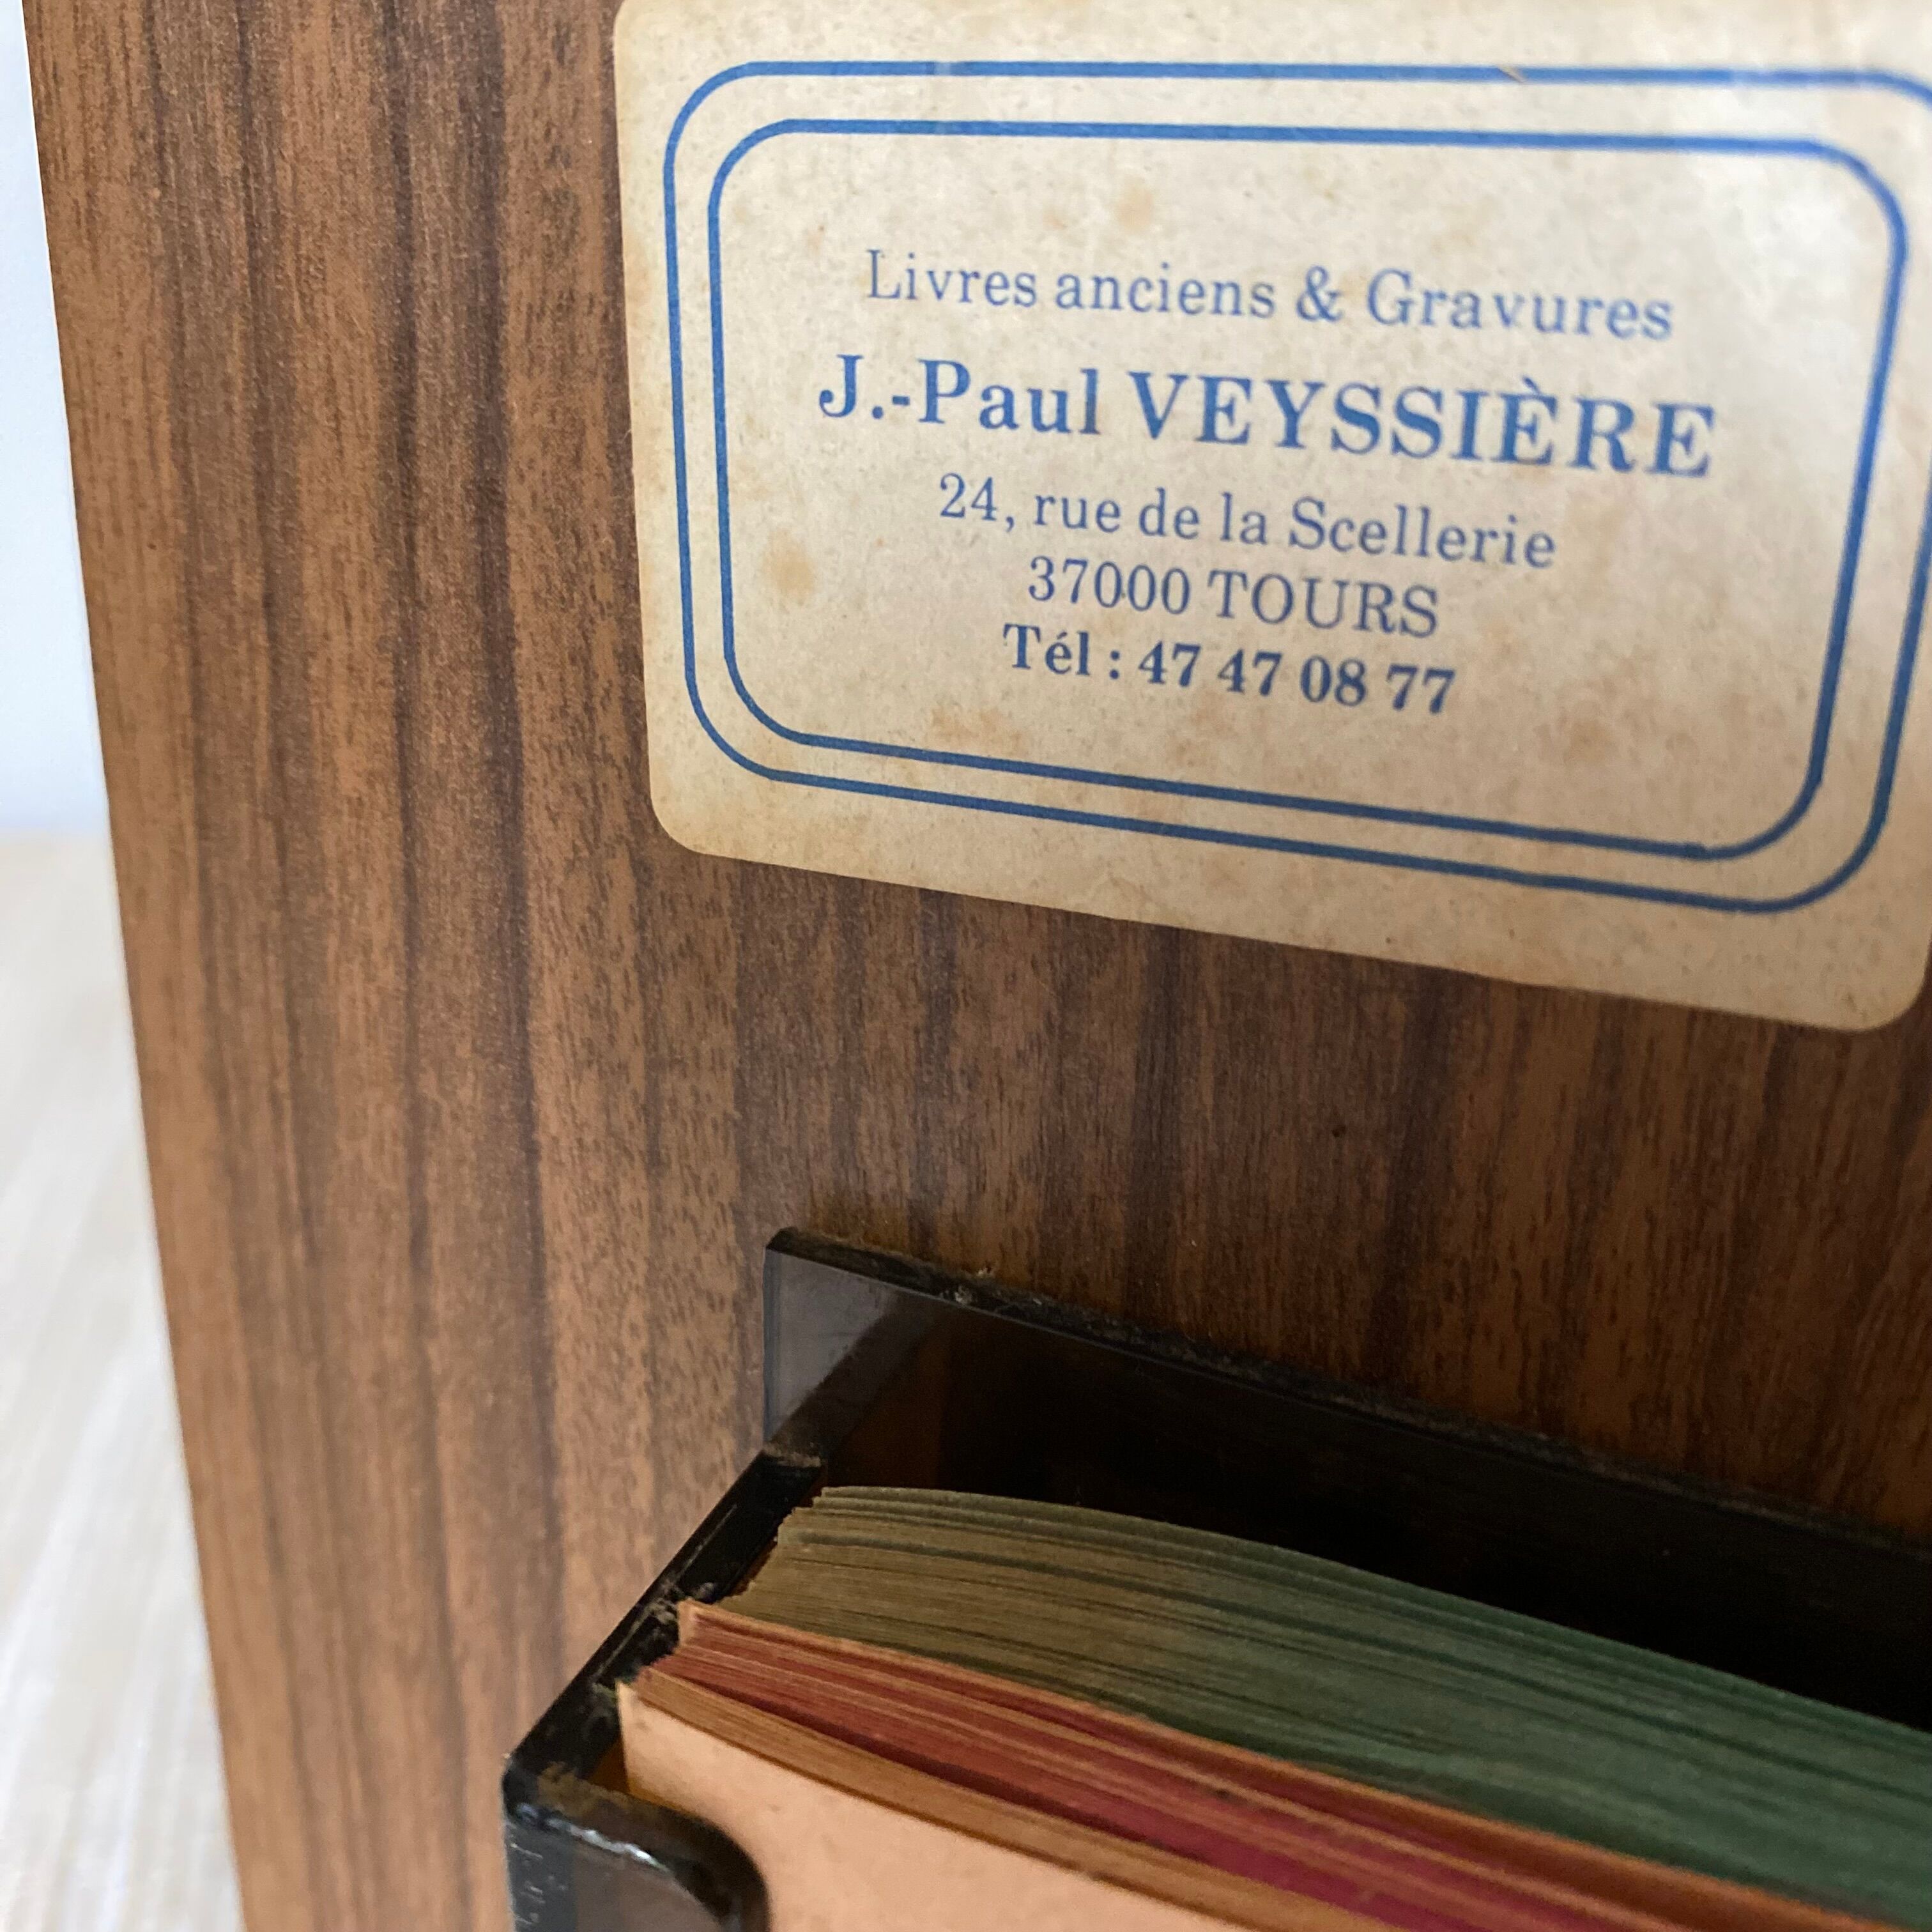 Livres anciens & Gravures
J.-Paul VEYSSIÈRE
24, rue de la Scellerie
37000 TOURS
Tél : 47 47 08 77